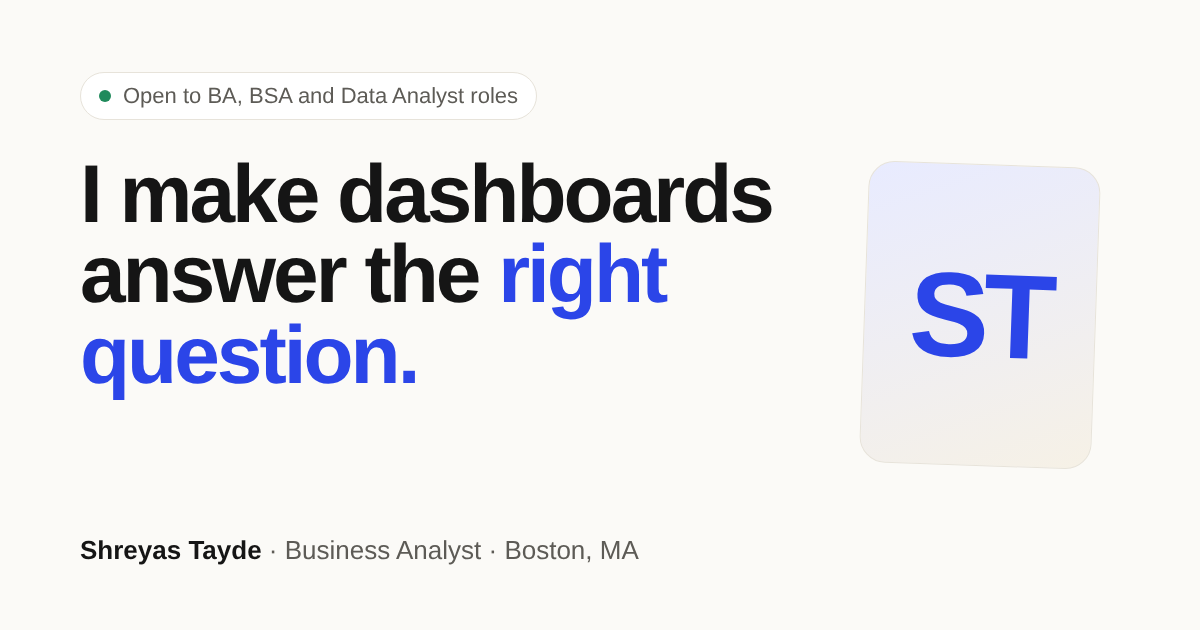 Open to BA, BSA and Data Analyst roles
I make dashboards
answer the right
question.
ST
Shreyas Tayde · Business Analyst · Boston, MA